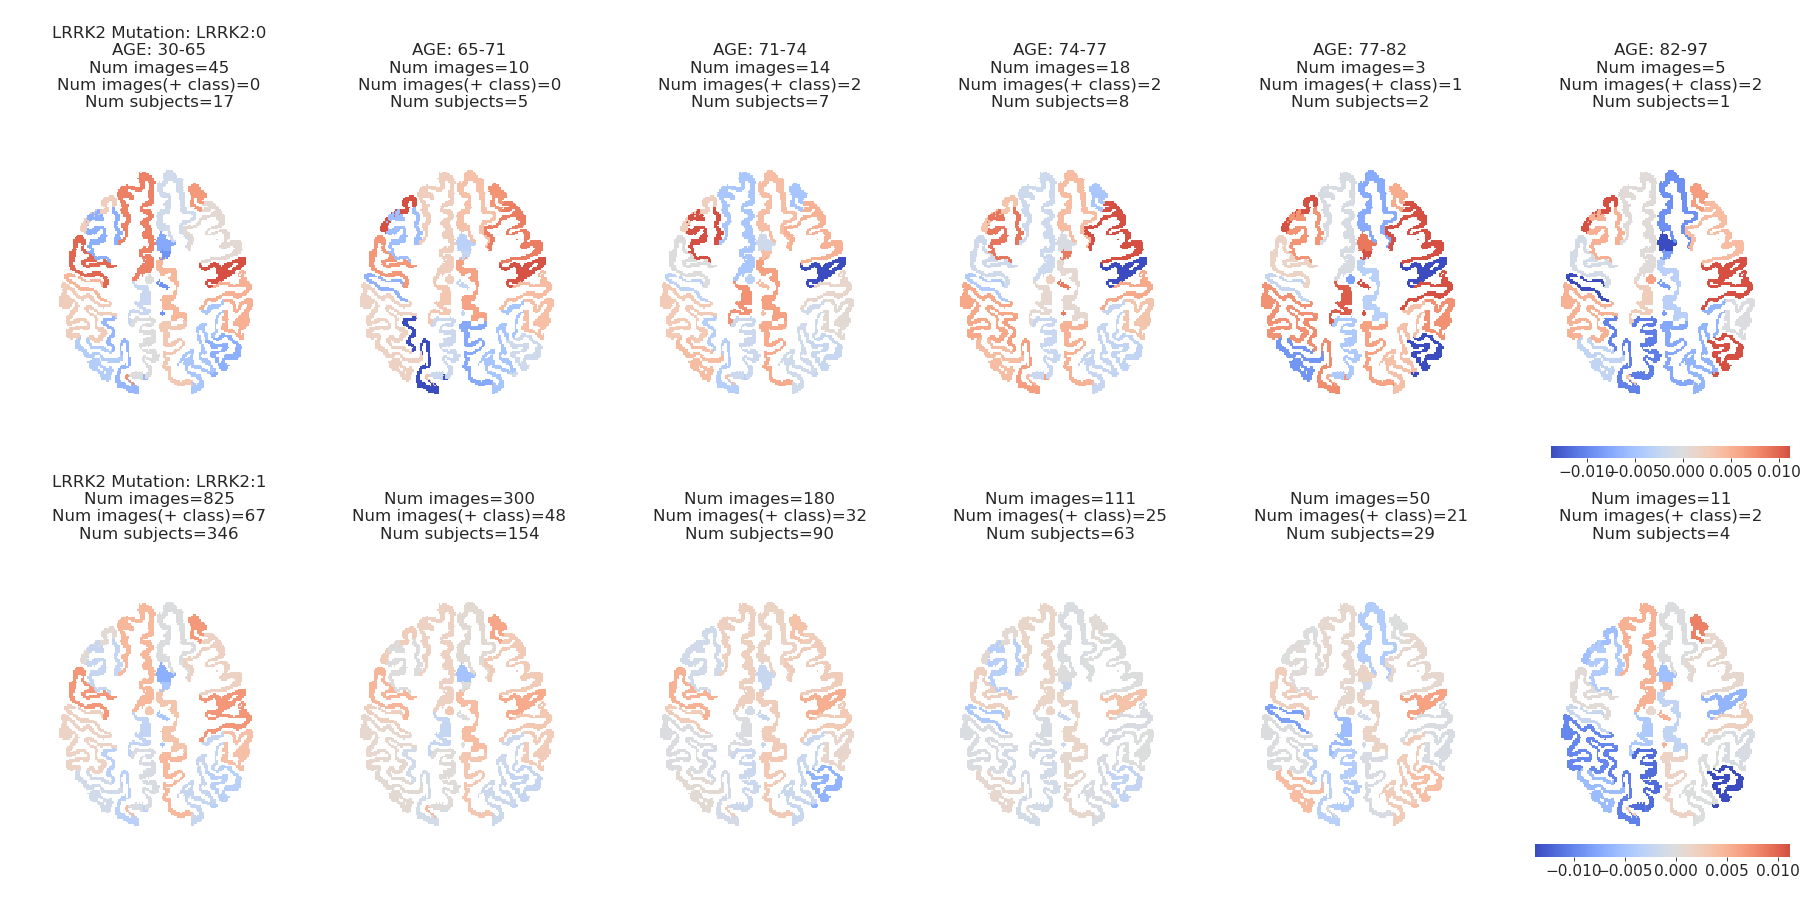 LRRK2 Mutation: LRRK2:0
AGE: 30-65
Num images=45
Num images(+ class)=0
Num subjects=17
AGE: 65-71
Num images=10
Num images(+ class)=0
Num subjects=5
AGE: 71-74
Num images=14
Num images(+ class)=2
Num subjects=7
AGE: 74-77
Num images=18
Num images(+ class)=2
Num subjects=8
AGE: 77-82
Num images=3
Num images(+ class)=1
Num subjects=2
AGE: 82-97
Num images=5
Num images(+ class)=2
Num subjects=1
−0.010 −0.005 0.000 0.005 0.010
LRRK2 Mutation: LRRK2:1
Num images=825
Num images(+ class)=67
Num subjects=346
Num images=300
Num images(+ class)=48
Num subjects=154
Num images=180
Num images(+ class)=32
Num subjects=90
Num images=111
Num images(+ class)=25
Num subjects=63
Num images=50
Num images(+ class)=21
Num subjects=29
Num images=11
Num images(+ class)=2
Num subjects=4
−0.010 −0.005 0.000 0.005 0.010